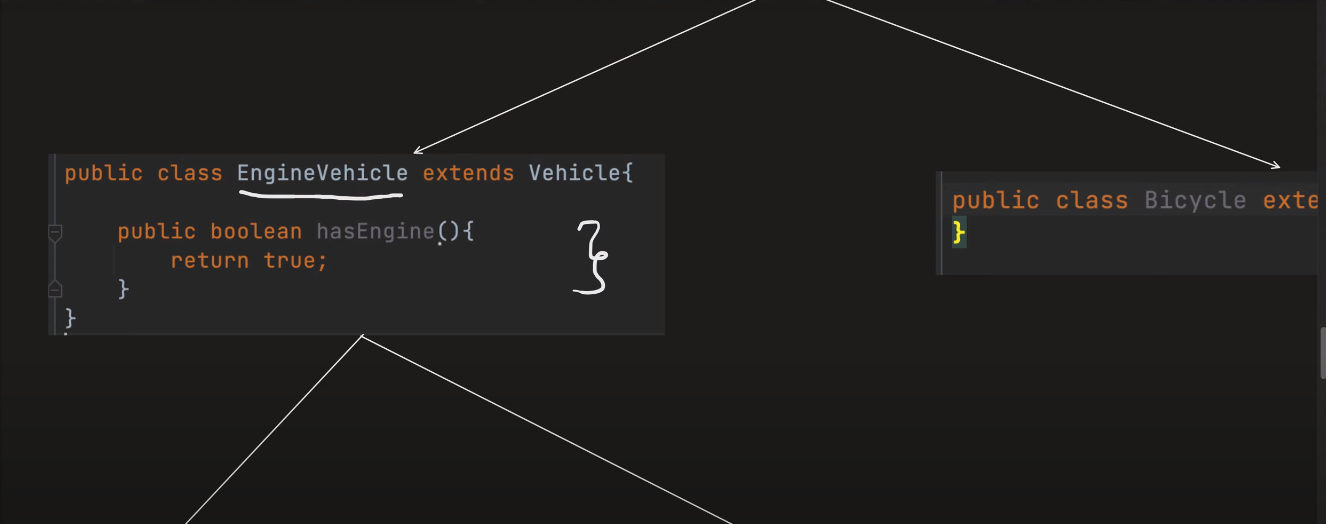 public class EngineVehicle extends Vehicle{
public boolean hasEngine(){
return true;
}
}
public class Bicycle exte
}